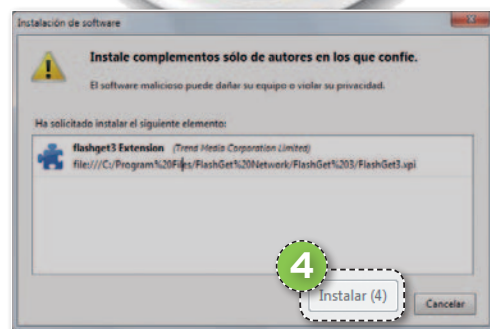 Instalación de software
Instale complementos sólo de autores en los que confíe.
El software malicioso puede dañar su equipo o violar su privacidad.
Ha solicitado instalar el siguiente elemento:
flashget3 Extension (Trend Media Corporation Limited)
file:///C:/Program%20Files/FlashGet%20Network/FlashGet%203/FlashGet3.xpi
4
Instalar (4)
Cancelar